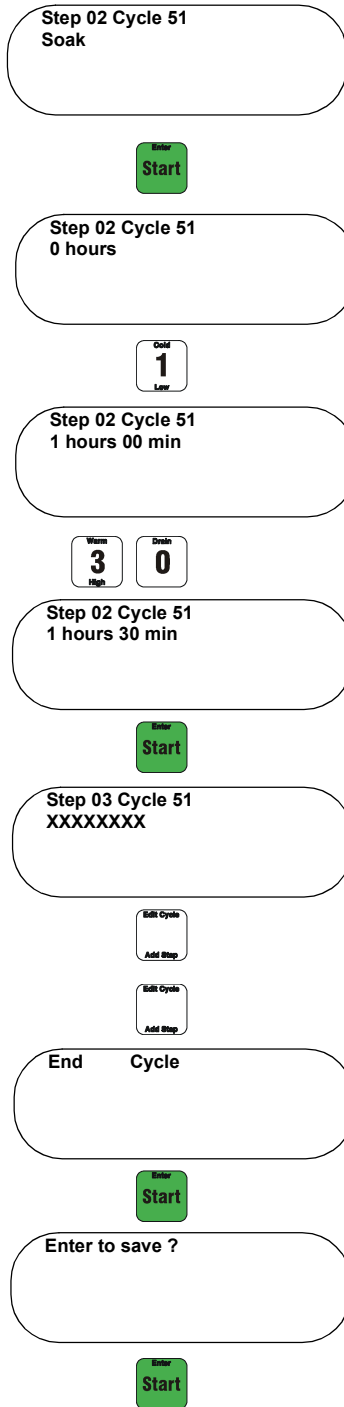 Step 02 Cycle 51
Soak
Enter
Start
Step 02 Cycle 51
0 hours
Cold
1
Low
Step 02 Cycle 51
1 hours 00 min
Warm
3
High
Drain
0
Step 02 Cycle 51
1 hours 30 min
Enter
Start
Step 03 Cycle 51
XXXXXXXX
Edit Cycle
Add Step
Edit Cycle
Add Step
End Cycle
Enter
Start
Enter to save ?
Enter
Start